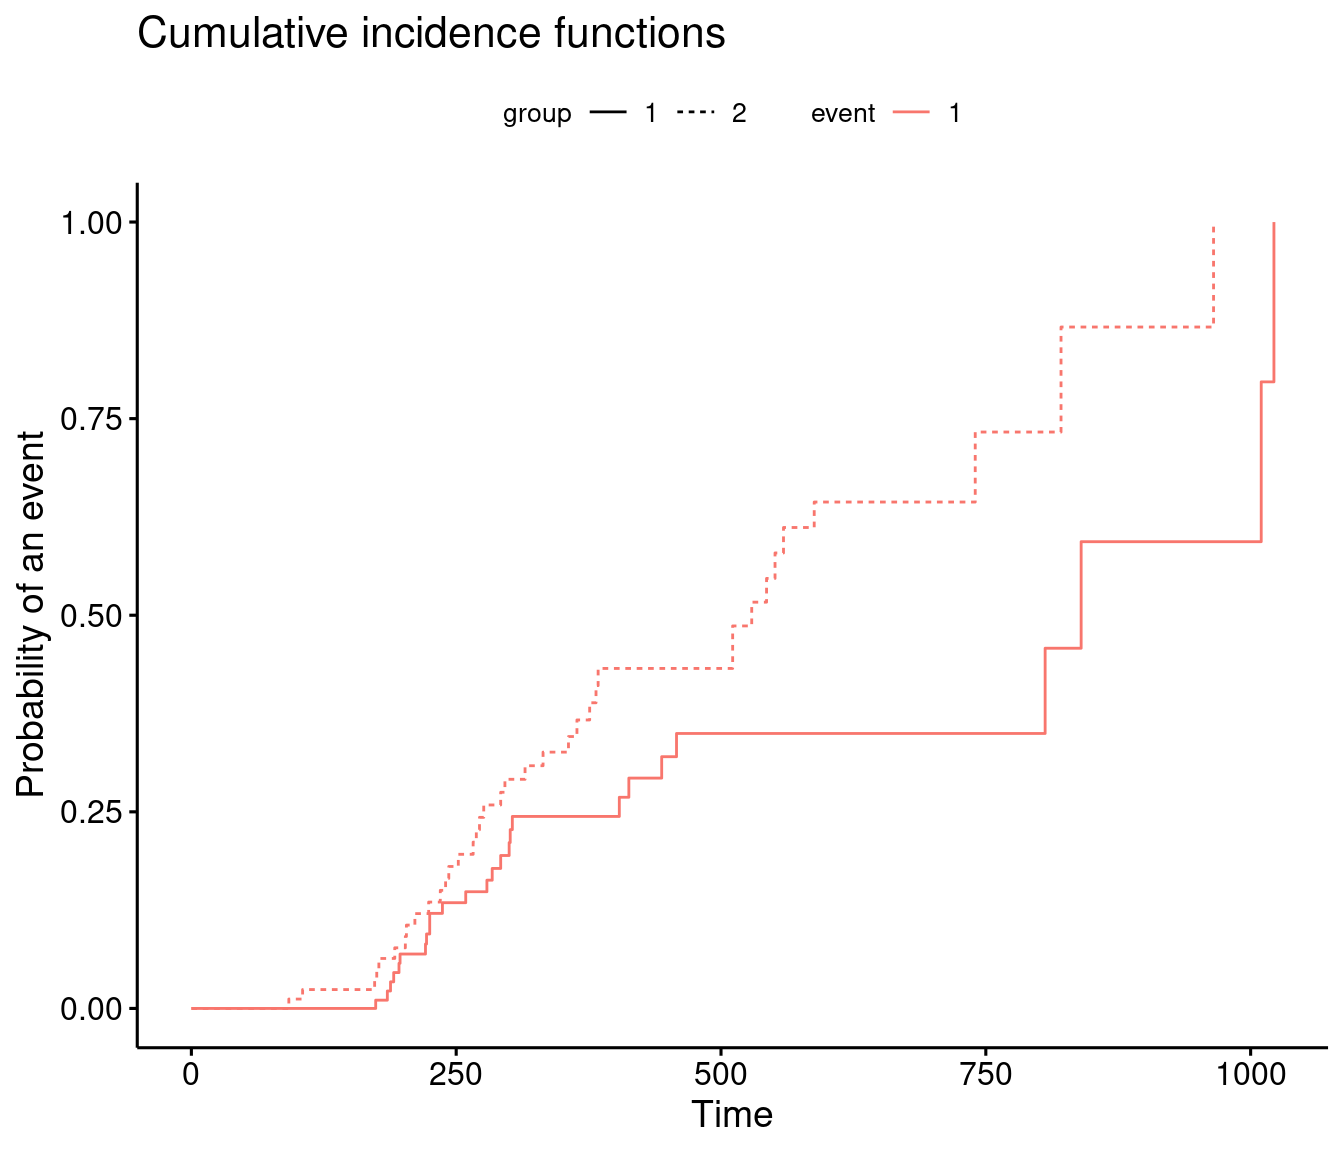 Cumulative incidence functions
group 1 2 event 1
Probability of an event
1.00
0.75
0.50
0.25
0.00
0 250 500 750 1000
Time